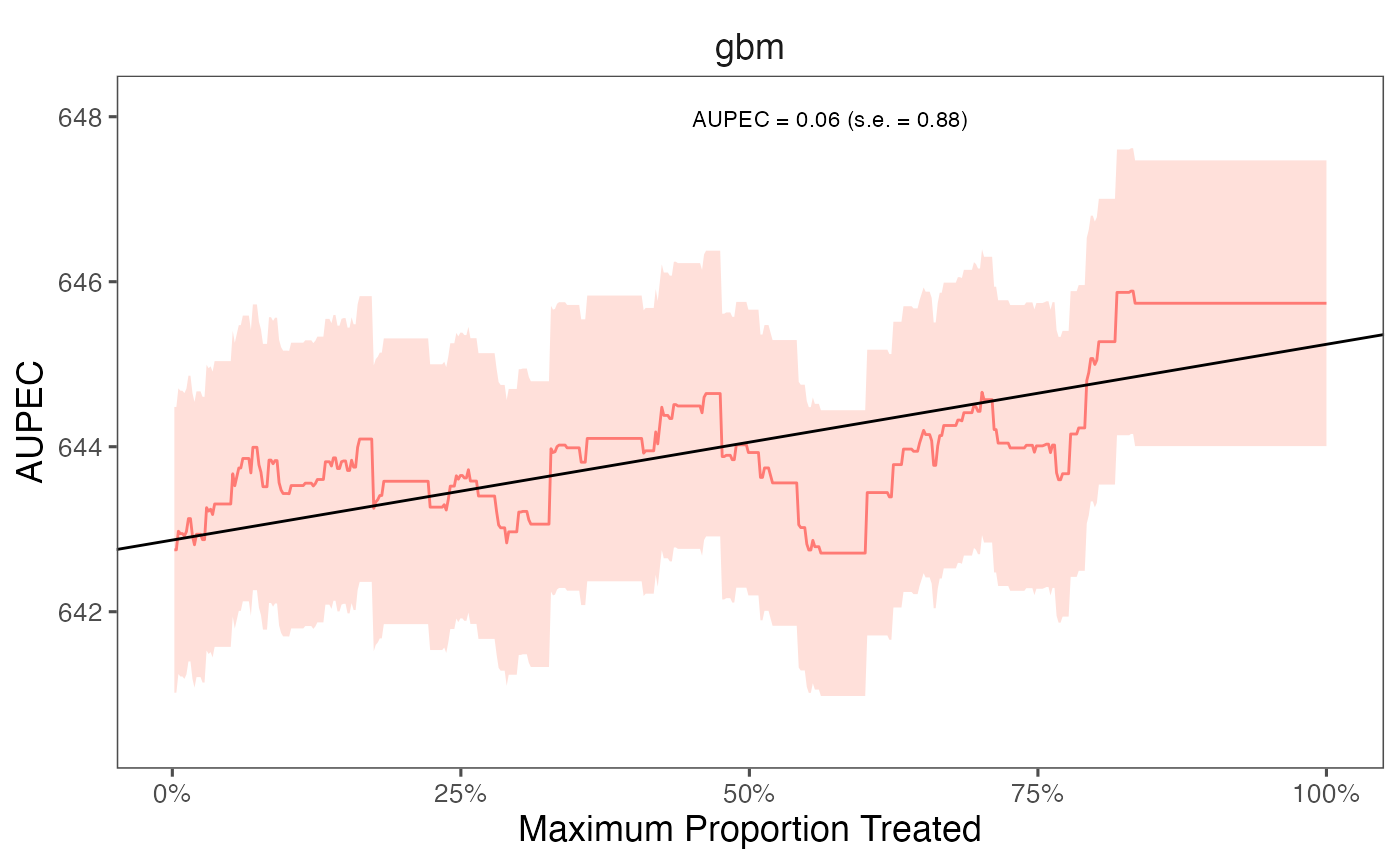 gbm
AUPEC = 0.06 (s.e. = 0.88)
648
646
644
642
AUPEC
0% 25% 50% 75% 100%
Maximum Proportion Treated